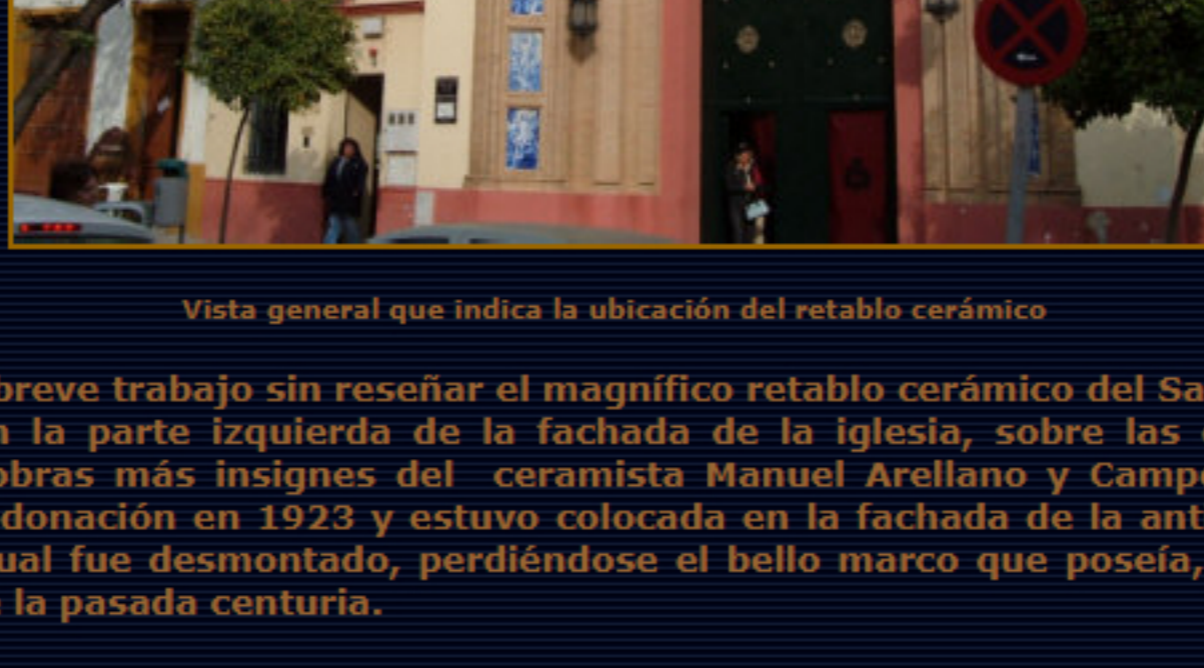 Vista general que indica la ubicación del retablo cerámico
breve trabajo sin reseñar el magnífico retablo cerámico del
la parte izquierda de la fachada de la iglesia, sobre las
obras más insignes del ceramista Manuel Arellano y
donación en 1923 y estuvo colocada en la fachada de la
fue desmontado, perdiéndose el bello marco que poseía,
la pasada centuria.